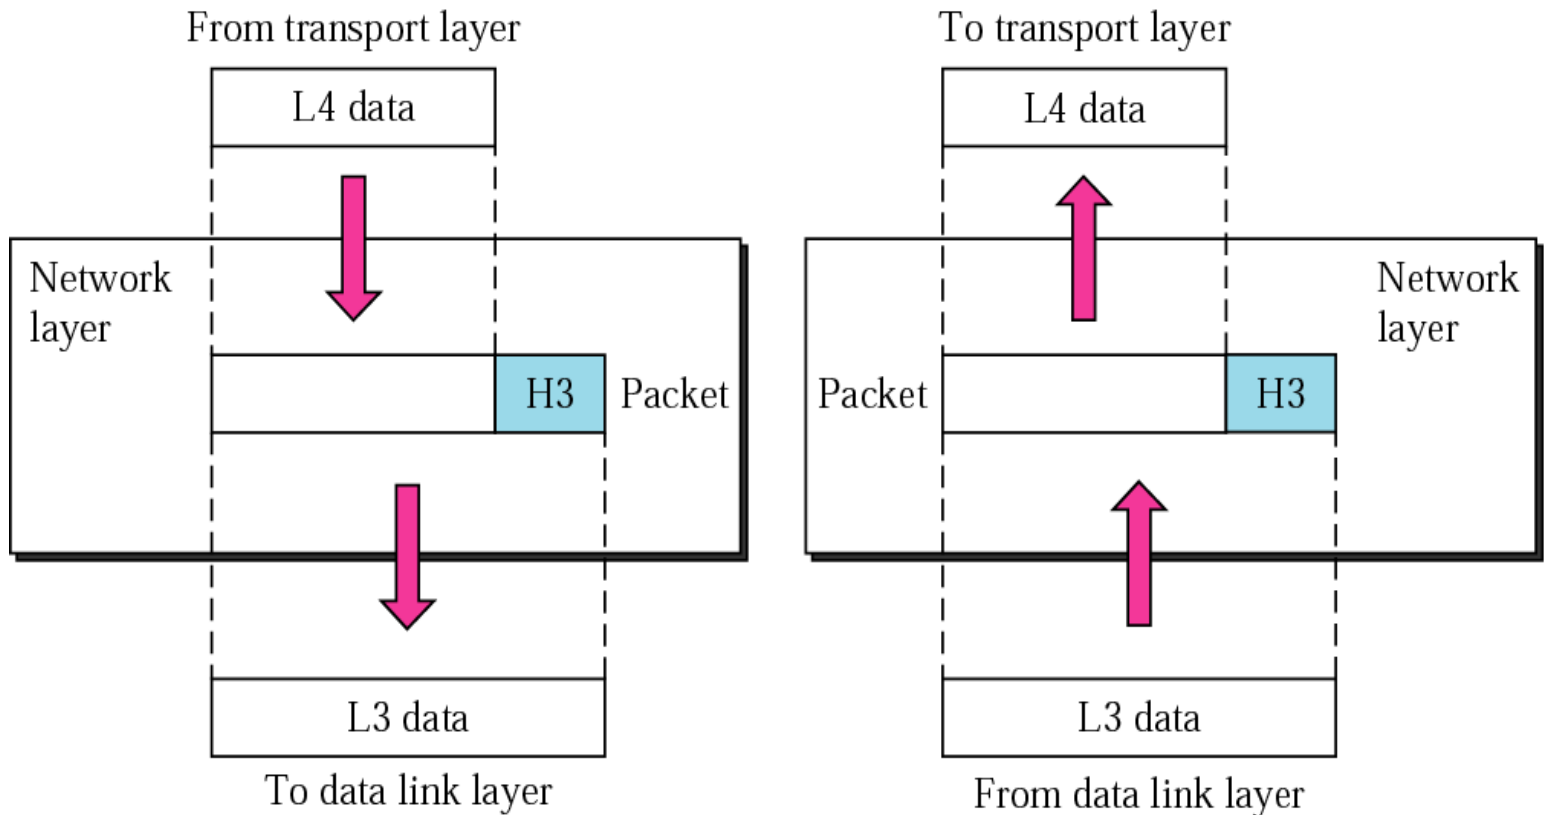 From transport layer
L4 data
Network
layer
H3
Packet
L3 data
To data link layer
To transport layer
L4 data
Network
layer
Packet
H3
L3 data
From data link layer